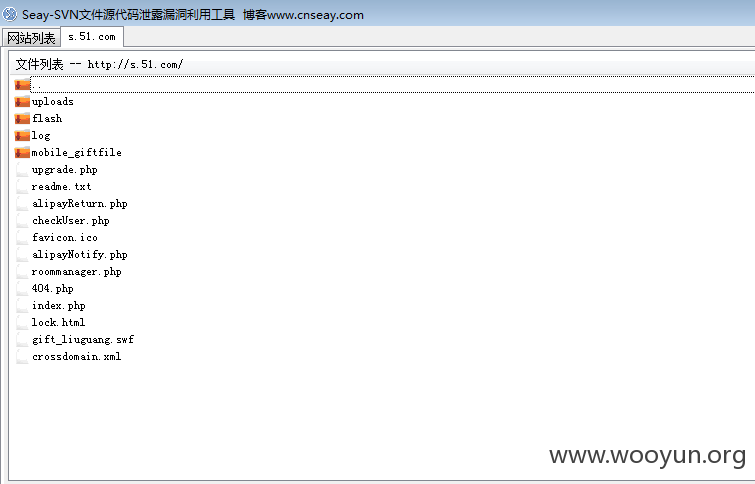 Seay-SVN文件源代码泄露漏洞利用工具 博客www.cnseay.com
网站列表 s.51.com
文件列表 -- http://s.51.com/
..
uploads
flash
log
mobile_giftfile
upgrade.php
readme.txt
alipayReturn.php
checkUser.php
favicon.ico
alipayNotify.php
roommanager.php
404.php
index.php
lock.html
gift_liuguang.swf
crossdomain.xml
www.wooyun.org